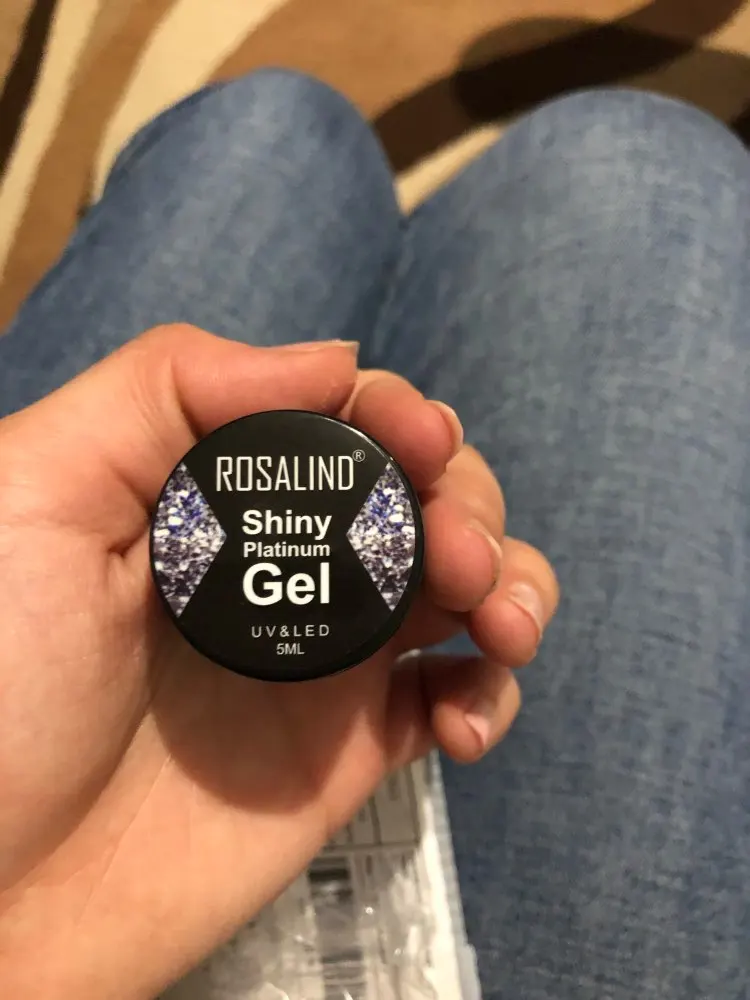 ROSALIND®
Shiny
Platinum
Gel
UV&LED
5ML